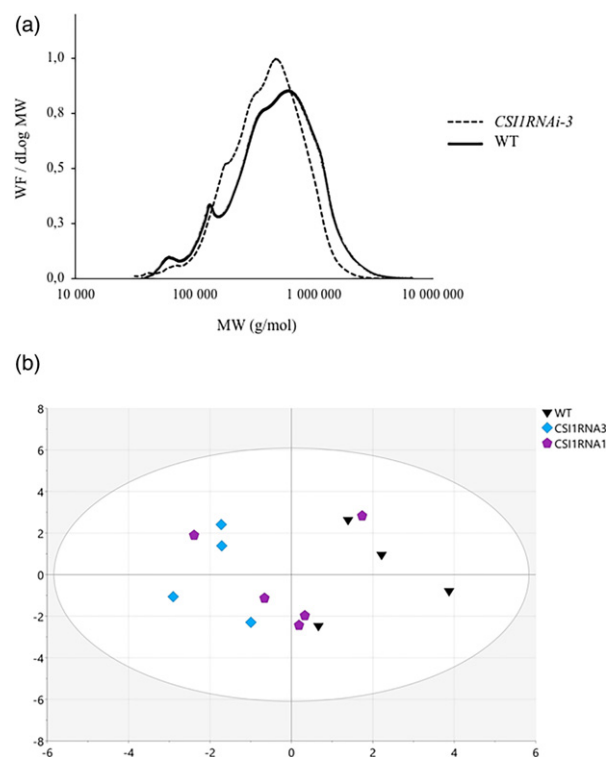 (a)
1,0
0,8
0,5
0,3
0,0
WF / dLog MW
10 000
100 000
1 000 000
10 000 000
MW (g/mol)
CSI1RNAi-3
WT
(b)
8
6
4
2
0
-2
-4
-6
-8
-6
-4
-2
0
2
4
6
WT
CSI1RNA3
CSI1RNA1